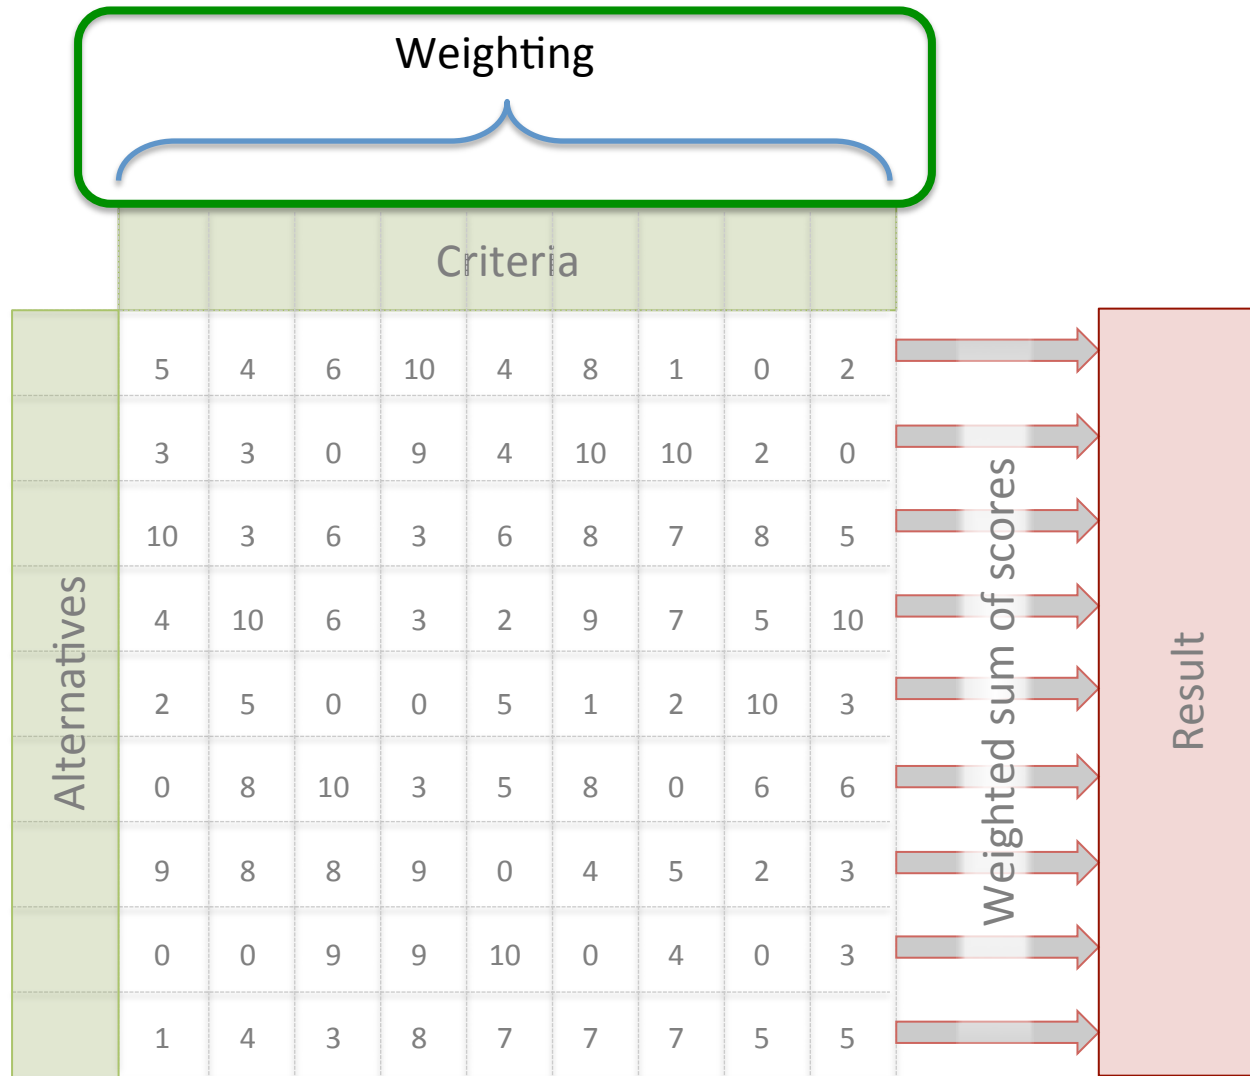 Weighting
Criteria
Alternatives
5 4 6 10 4 8 1 0 2
3 3 0 9 4 10 10 2 0
10 3 6 3 6 8 7 8 5
4 10 6 3 2 9 7 5 10
2 5 0 0 5 1 2 10 3
0 8 10 3 5 8 0 6 6
9 8 8 9 0 4 5 2 3
0 0 9 9 10 0 4 0 3
1 4 3 8 7 7 7 5 5
Weighted sum of scores
Result